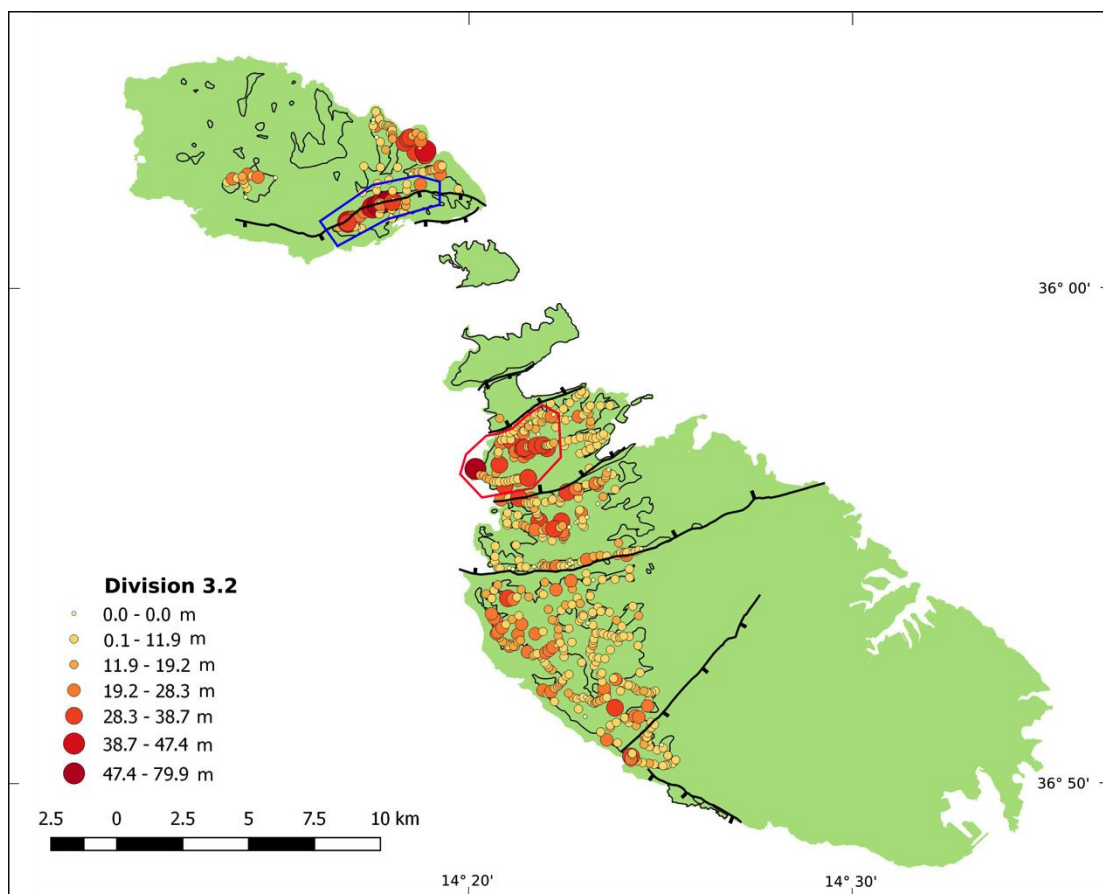 36° 00'
Division 3.2
0.0 - 0.0 m
0.1 - 11.9 m
11.9 - 19.2 m
19.2 - 28.3 m
28.3 - 38.7 m
38.7 - 47.4 m
47.4 - 79.9 m
36° 50'
2.5 0 2.5 5 7.5 10 km
14° 20' 14° 30'